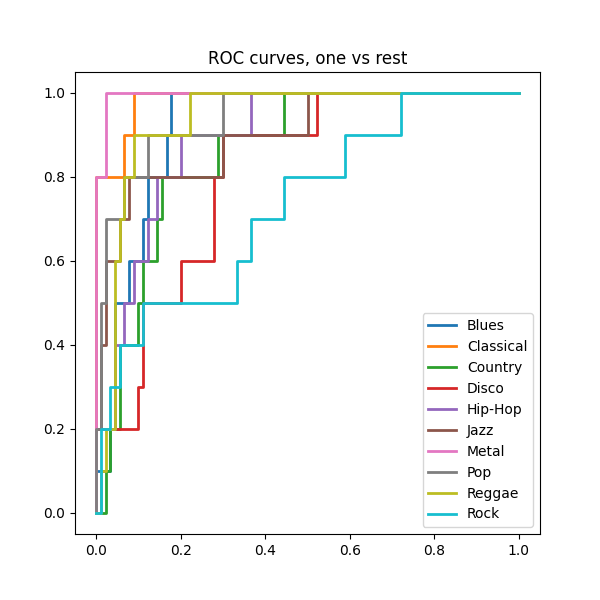 ROC curves, one vs rest
1.0
0.8
0.6
0.4
0.2
0.0
Blues
Classical
Country
Disco
Hip-Hop
Jazz
Metal
Pop
Reggae
Rock
0.0 0.2 0.4 0.6 0.8 1.0